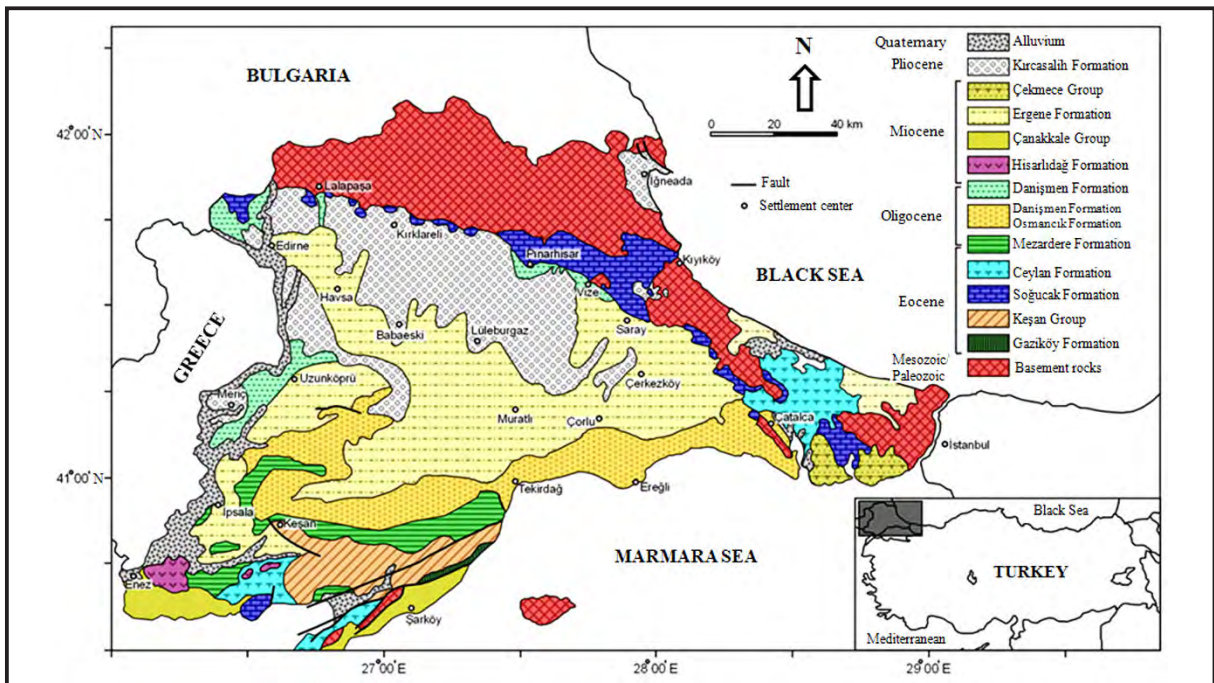 BULGARIA
N
0 20 40 km
Fault
Settlement center
42°00'N
41°00'N
GREECE
BLACK SEA
MARMARA SEA
Lalapaşa
İğneada
Kırklareli
Edirne
Pınarhisar
Kıyıköy
Vize
Havsa
Babaeski
Lüleburgaz
Saray
Uzunköprü
Çerkezköy
Meriç
Muratlı
Çorlu
Çatalca
İstanbul
Tekirdağ
Ereğli
İpsala
Keşan
Enez
Şarköy
27°00'E
28°00'E
29°00'E
Quaternary
Alluvium
Pliocene
Kırcasalih Formation
Miocene
Çekmece Group
Ergene Formation
Çanakkale Group
Hisarlıdağ Formation
Oligocene
Danişmen Formation
Danişmen Formation
Osmancık Formation
Mezardere Formation
Eocene
Ceylan Formation
Soğucak Formation
Keşan Group
Gaziköy Formation
Mesozoic/
Paleozoic
Basement rocks
Black Sea
TURKEY
Mediterranean